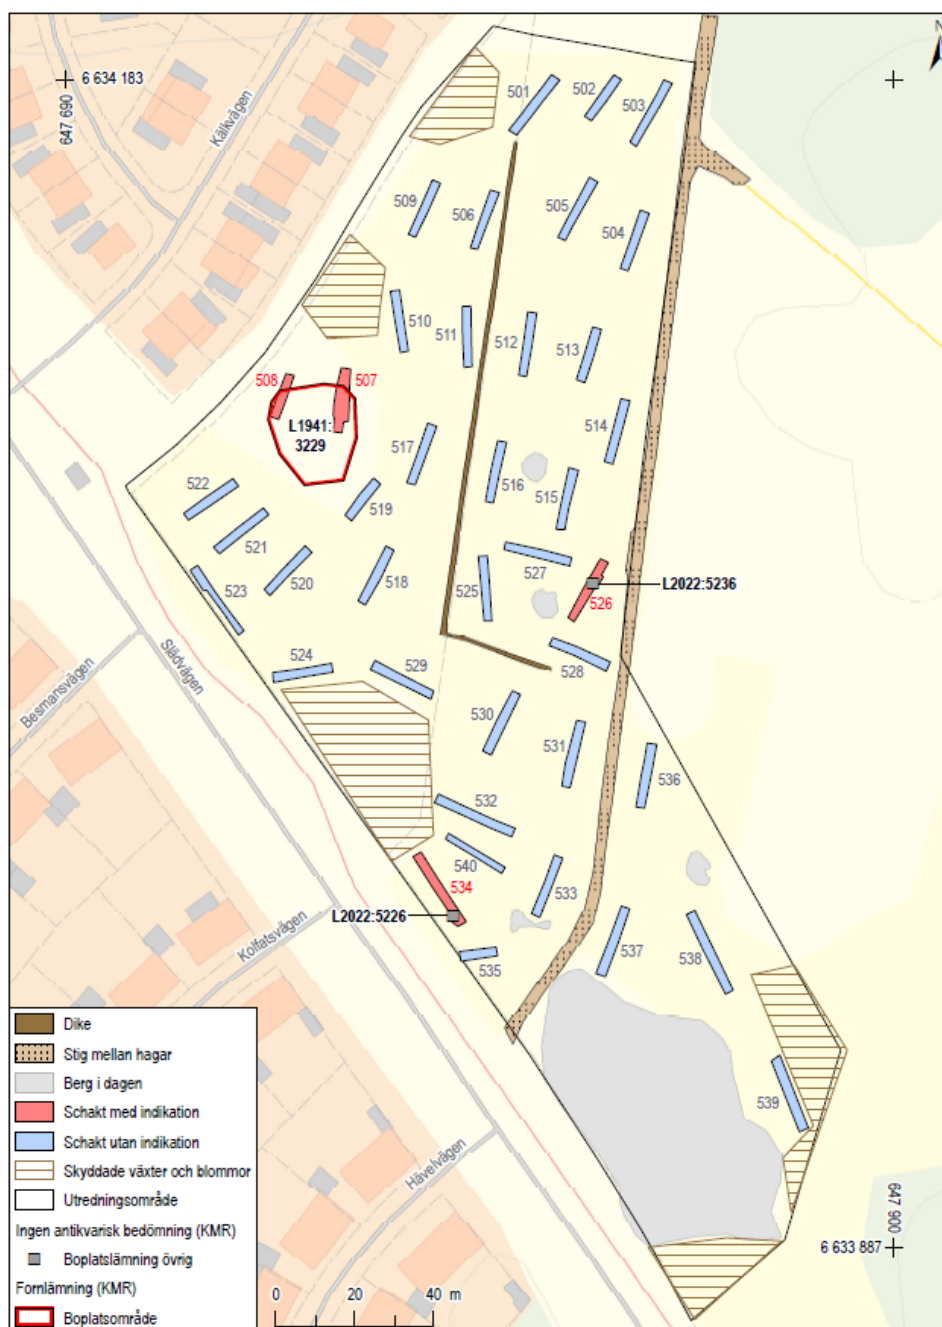 N
6 634 183
647 690
Kälkvägen
501
502
503
509
506
505
504
510
511
512
513
508
507
L1941:
3229
514
517
516
515
522
519
521
520
518
523
527
525
526
L2022:5236
528
524
529
Besmansvägen
Slädvägen
530
531
536
532
540
534
533
L2022:5226
Kolfatsvägen
535
537
538
539
Hävelvägen
647 900
6 633 887
Dike
Stig mellan hagar
Berg i dagen
Schakt med indikation
Schakt utan indikation
Skyddade växter och blommor
Utredningsområde
Ingen antikvarisk bedömning (KMR)
Boplatslämning övrig
Fornlämning (KMR)
Boplatsområde
0 20 40 m